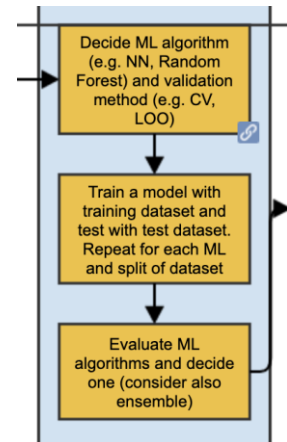 Decide ML algorithm
(e.g. NN, Random
Forest) and validation
method (e.g. CV,
LOO)
Train a model with
training dataset and
test with test dataset.
Repeat for each ML
and split of dataset
Evaluate ML
algorithms and decide
one (consider also
ensemble)